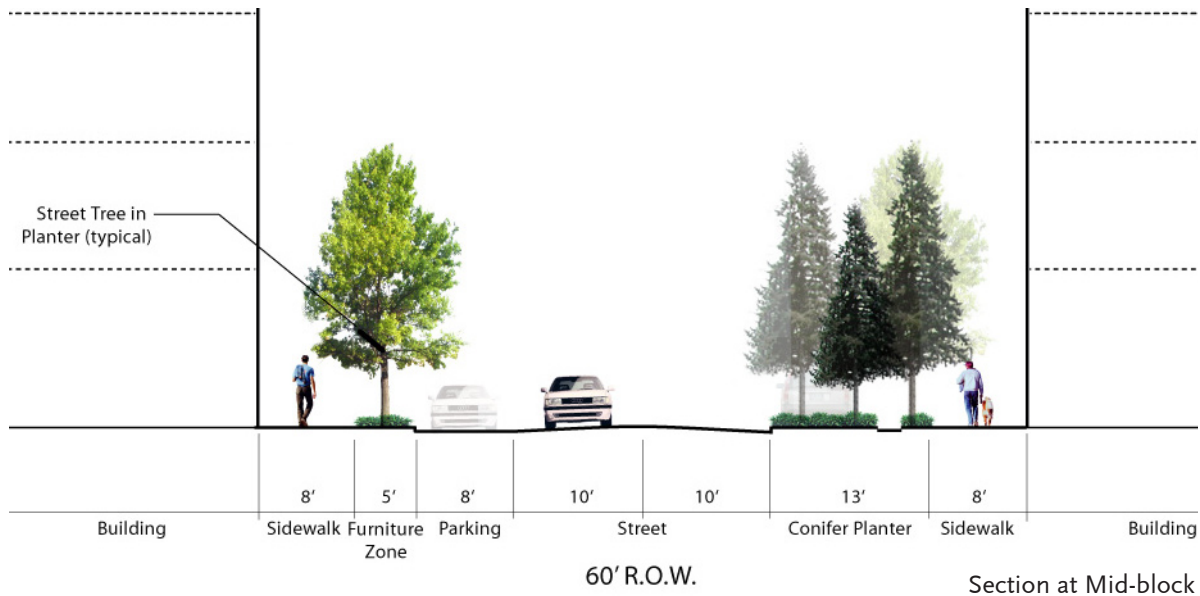 Street Tree in
Planter (typical)
8’ 5’ 8’ 10’ 10’ 13’ 8’
Building Sidewalk Furniture Parking Street Conifer Planter Sidewalk Building
Zone
60’ R.O.W.
Section at Mid-block